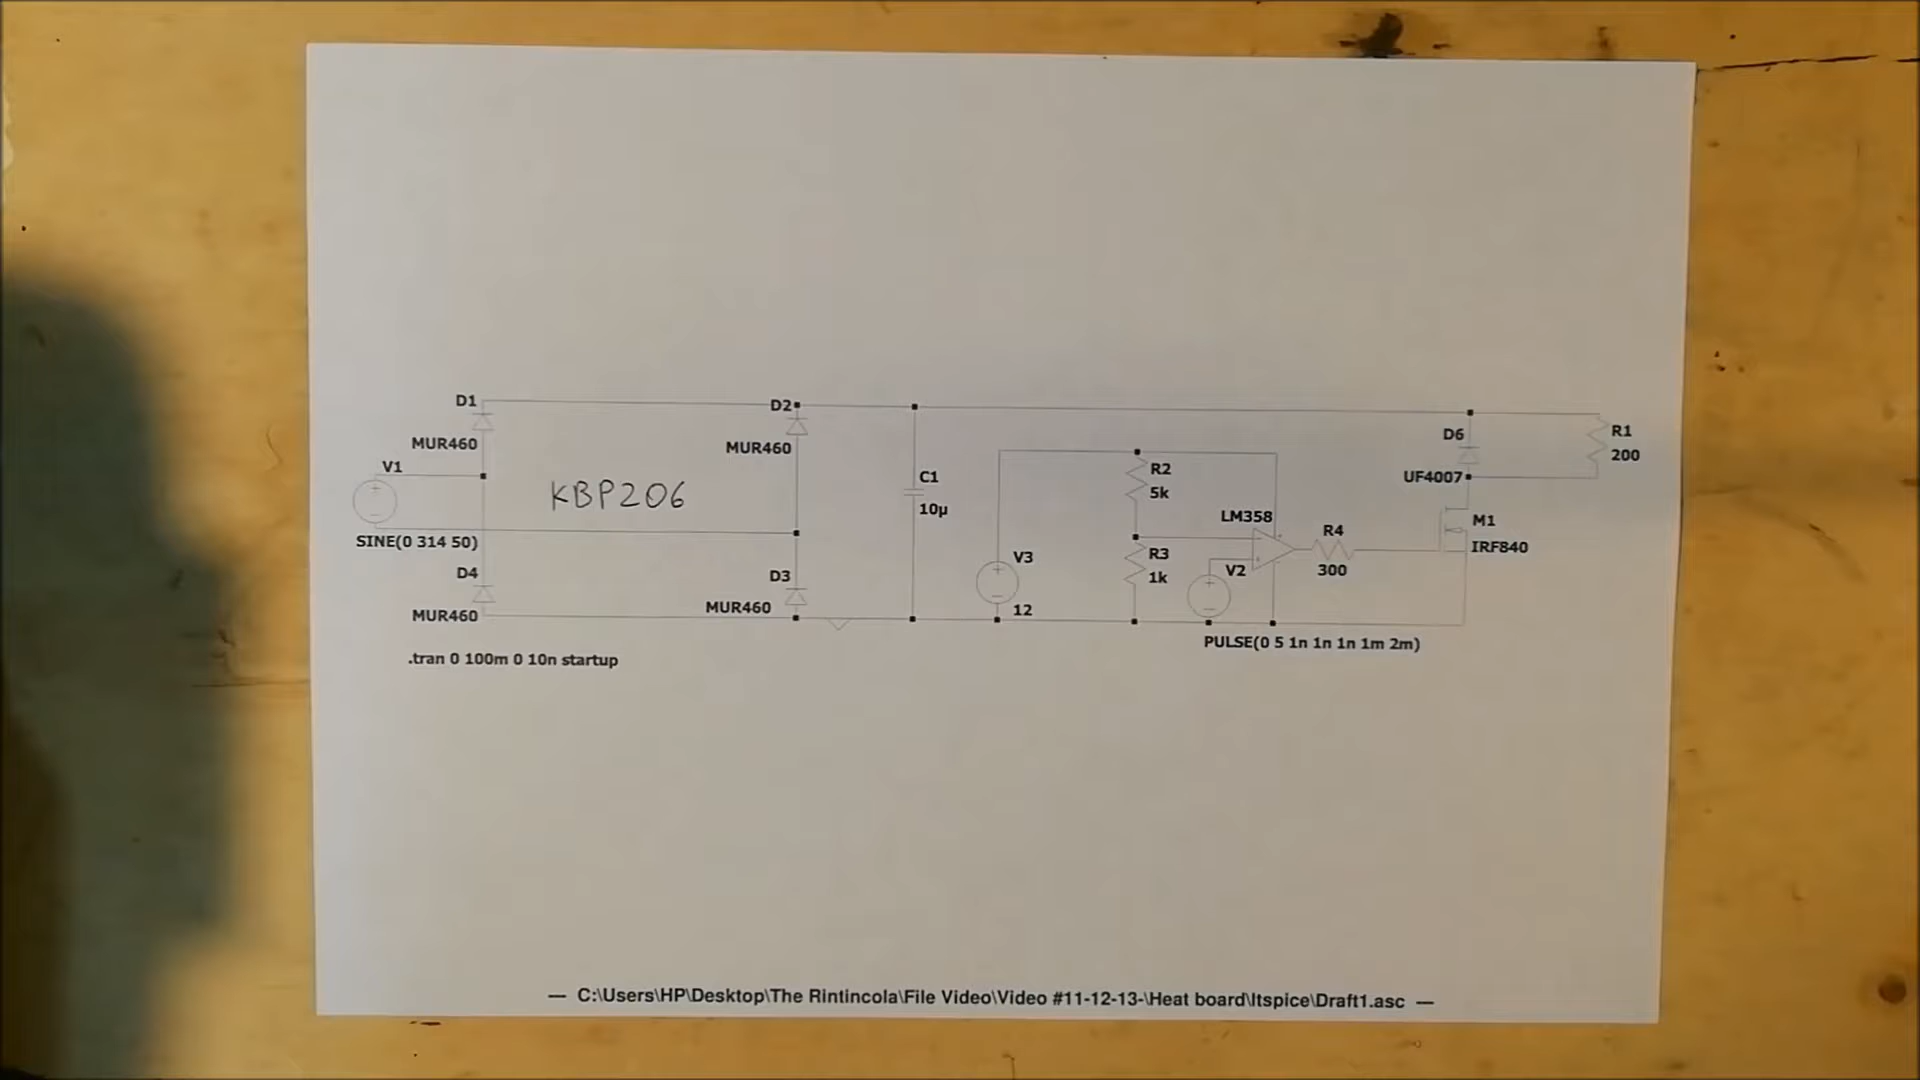 D1
MUR460
V1
SINE(0 314 50)
D4
MUR460
.tran 0 100m 0 10n startup
KBP206
D2
MUR460
D3
MUR460
C1
10µ
V3
12
R2
5k
R3
1k
LM358
V2
PULSE(0 5 1n 1n 1n 1m 2m)
R4
300
D6
UF4007
M1
IRF840
R1
200
— C:\Users\HP\Desktop\The Rintincola\File Video\Video #11-12-13-\Heat board\ltspice\Draft1.asc —